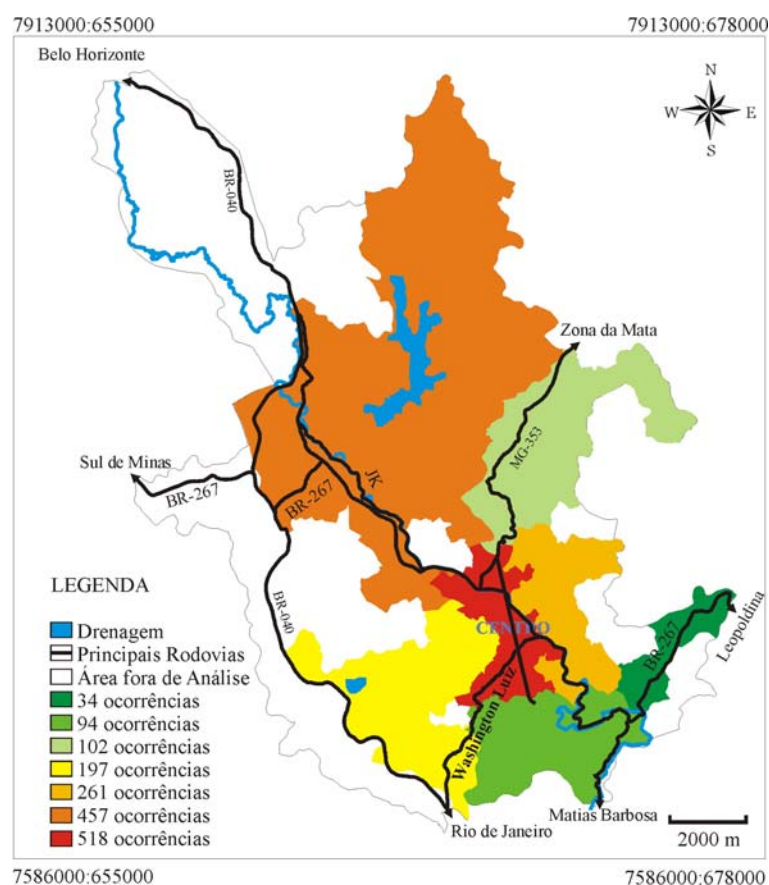 7913000:655000
7913000:678000
Belo Horizonte
N
W E
S
BR-040
Zona da Mata
MG-353
Sul de Minas
JK
BR-267
BR-267
BR-040
CENTRO
BR-267
Leopoldina
Washington Luiz
LEGENDA
Drenagem
Principais Rodovias
Área fora de Análise
34 ocorrências
94 ocorrências
102 ocorrências
197 ocorrências
261 ocorrências
457 ocorrências
518 ocorrências
Rio de Janeiro
Matias Barbosa
2000 m
7586000:655000
7586000:678000